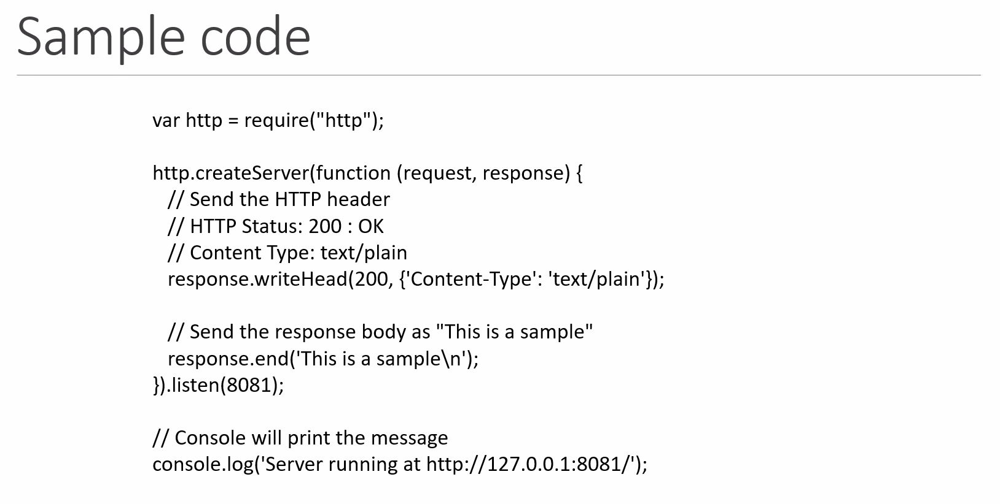 Sample code
var http = require("http");
http.createServer(function (request, response) {
// Send the HTTP header
// HTTP Status: 200 : OK
// Content Type: text/plain
response.writeHead(200, {'Content-Type': 'text/plain'});
// Send the response body as "This is a sample"
response.end('This is a sample\n');
}).listen(8081);
// Console will print the message
console.log('Server running at http://127.0.0.1:8081/');